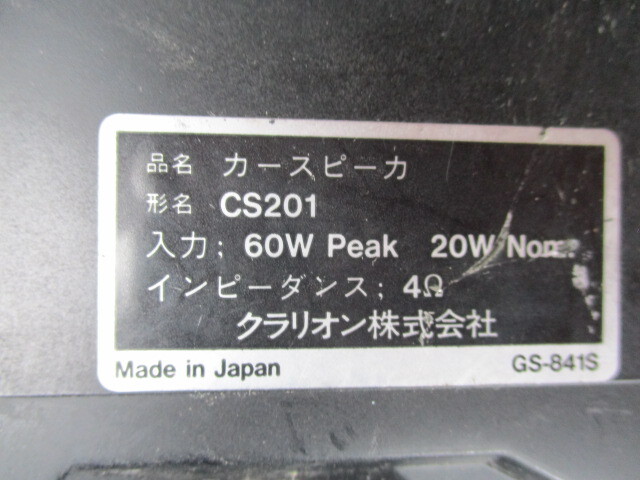 品名 カースピーカ
形名 CS201
入力; 60W Peak 20W Nom.
インピーダンス; 4Ω
クラリオン株式会社
Made in Japan GS-841S